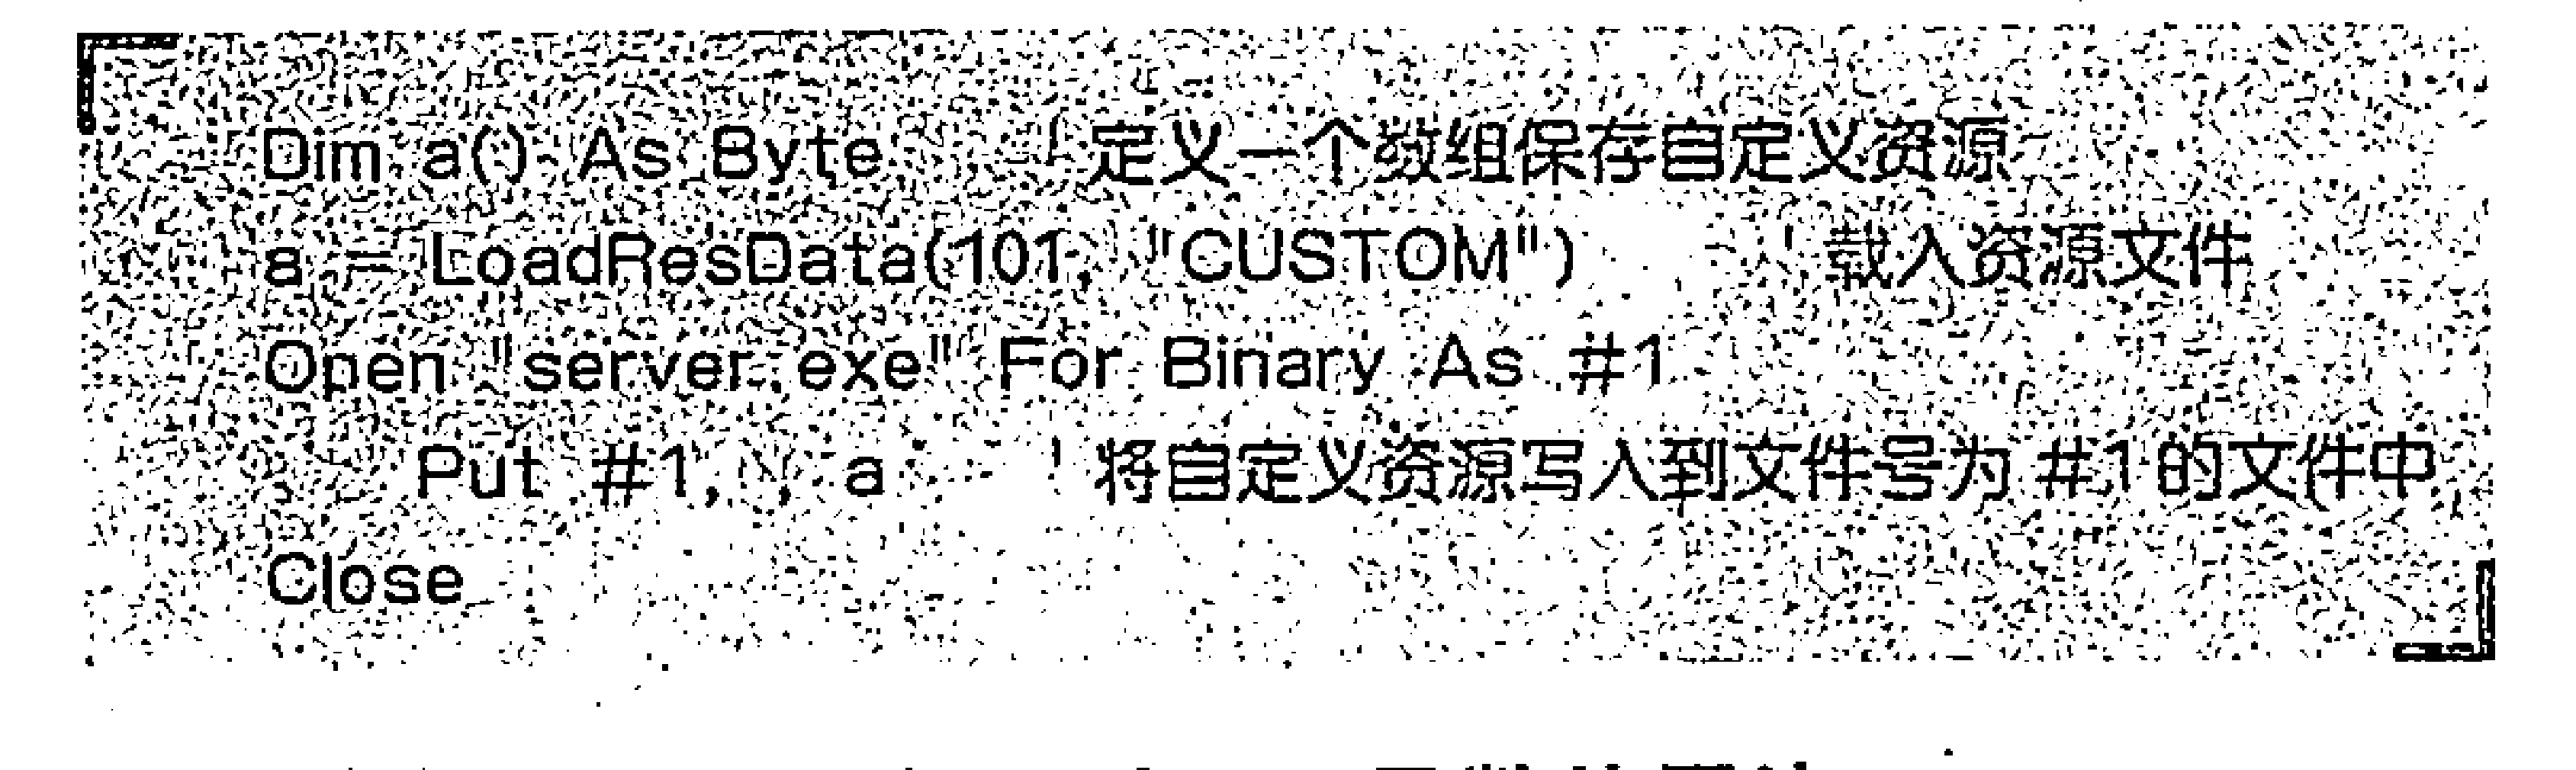 Dim a() As Byte ' 定义一个数组保存自定义资源
a = LoadResData(101, "CUSTOM") ' 载入资源文件
Open "server.exe" For Binary As #1
Put #1, , a ' 将自定义资源写入到文件号为 #1 的文件中
Close